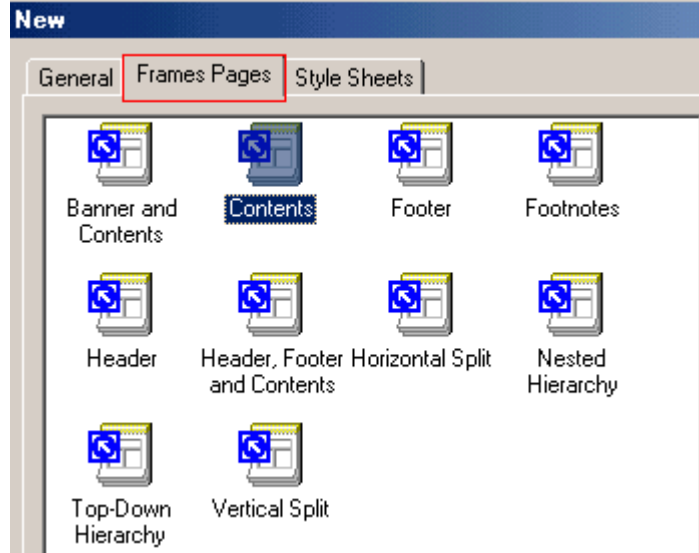 New
General Frames Pages Style Sheets
Banner and Contents Footer Footnotes
Contents
Header Header, Footer Horizontal Split Nested
and Contents Hierarchy
Top-Down Vertical Split
Hierarchy